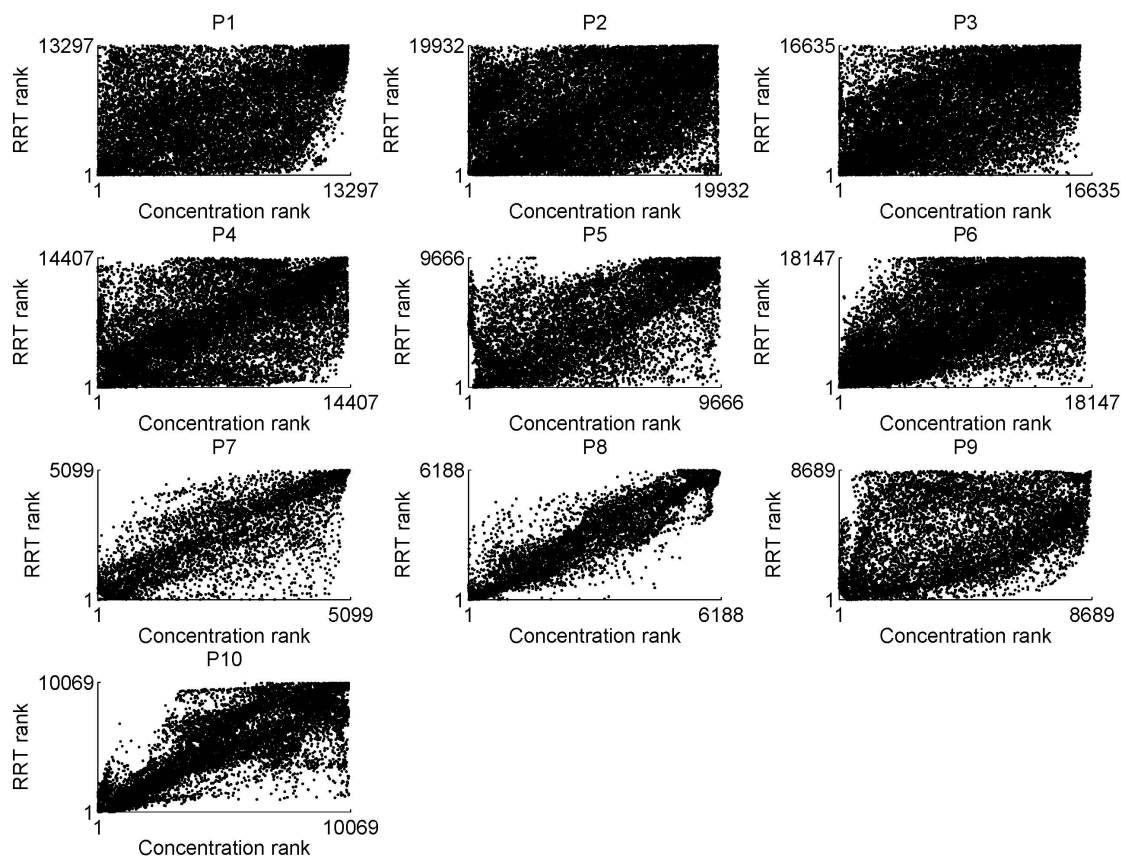 P1
13297
RRT rank
1
1 13297
Concentration rank
P2
19932
RRT rank
1
1 19932
Concentration rank
P3
16635
RRT rank
1
1 16635
Concentration rank
P4
14407
RRT rank
1
1 14407
Concentration rank
P5
9666
RRT rank
1
1 9666
Concentration rank
P6
18147
RRT rank
1
1 18147
Concentration rank
P7
5099
RRT rank
1
1 5099
Concentration rank
P8
6188
RRT rank
1
1 6188
Concentration rank
P9
8689
RRT rank
1
1 8689
Concentration rank
P10
10069
RRT rank
1
1 10069
Concentration rank